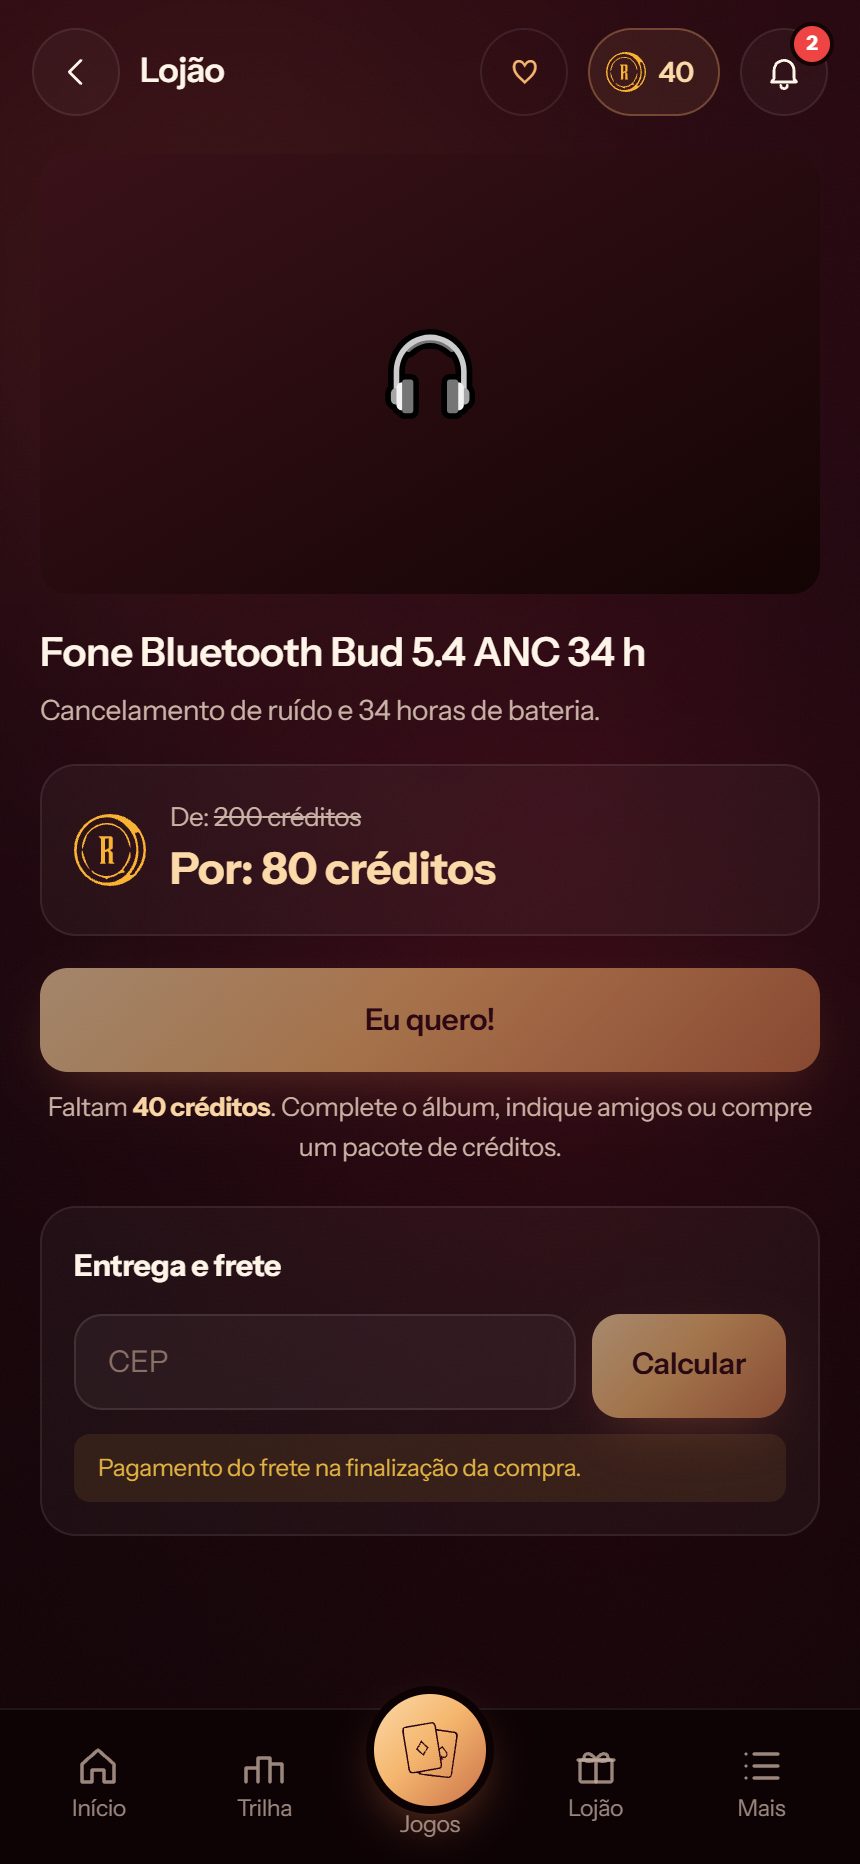 Lojão
R
40
2
Fone Bluetooth Bud 5.4 ANC 34 h
Cancelamento de ruído e 34 horas de bateria.
De: 200 créditos
R
Por: 80 créditos
Eu quero!
Faltam 40 créditos. Complete o álbum, indique amigos ou compre
um pacote de créditos.
Entrega e frete
CEP
Calcular
Pagamento do frete na finalização da compra.
Início
Trilha
Jogos
Lojão
Mais